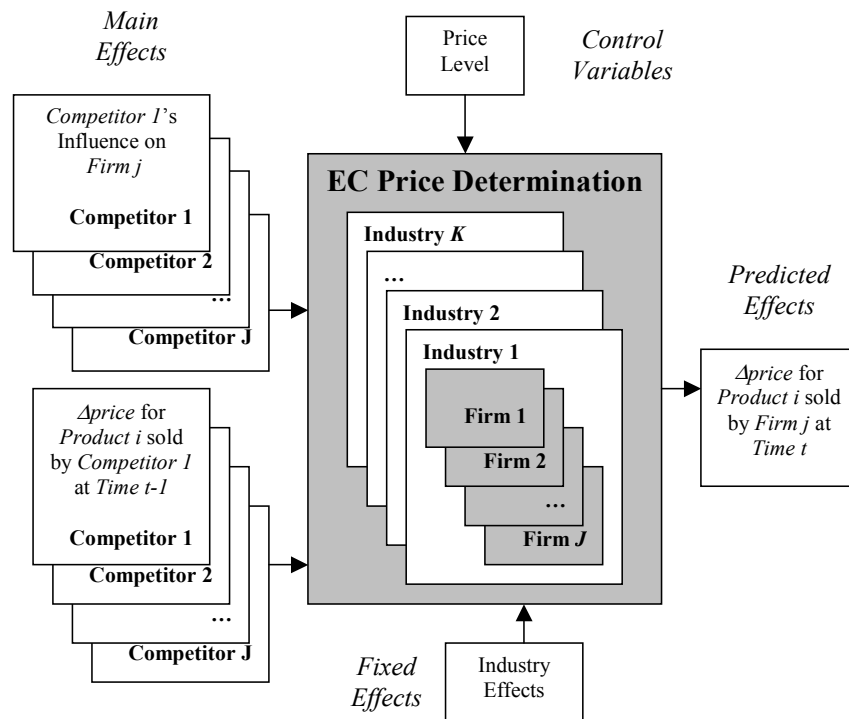 Main
Effects
Competitor 1's
Influence on
Firm j
Competitor 1
Competitor 2
...
Competitor J
Δprice for
Product i sold
by Competitor 1
at Time t-1
Competitor 1
Competitor 2
...
Competitor J
Price
Level
Control
Variables
EC Price Determination
Industry K
...
Industry 2
Industry 1
Firm 1
Firm 2
...
Firm J
Fixed
Effects
Industry
Effects
Predicted
Effects
Δprice for
Product i sold
by Firm j at
Time t